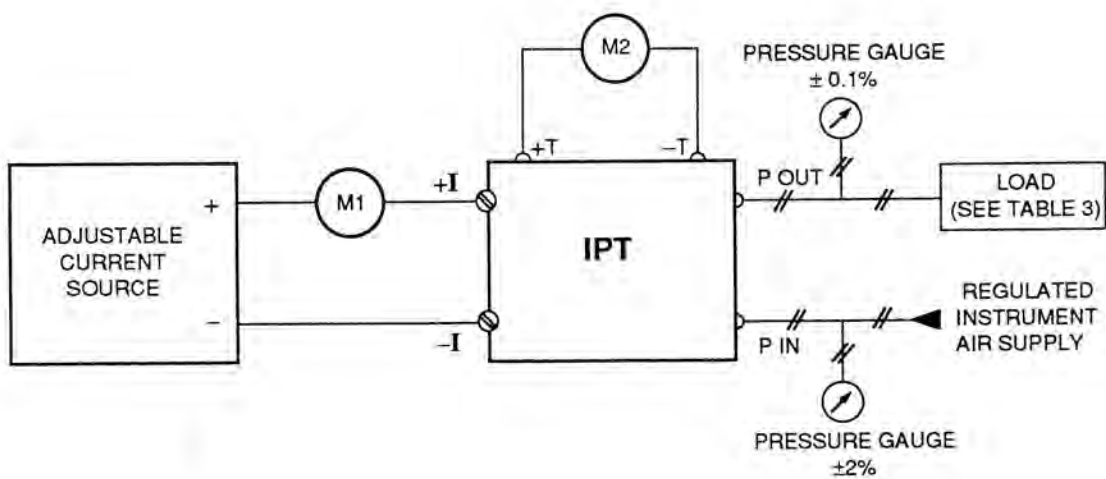 M2
PRESSURE GAUGE
± 0.1%
+T
−T
+I
P OUT
LOAD
(SEE TABLE 3)
+
M1
ADJUSTABLE
CURRENT
SOURCE
IPT
−
−I
P IN
REGULATED
INSTRUMENT
AIR SUPPLY
PRESSURE GAUGE
±2%